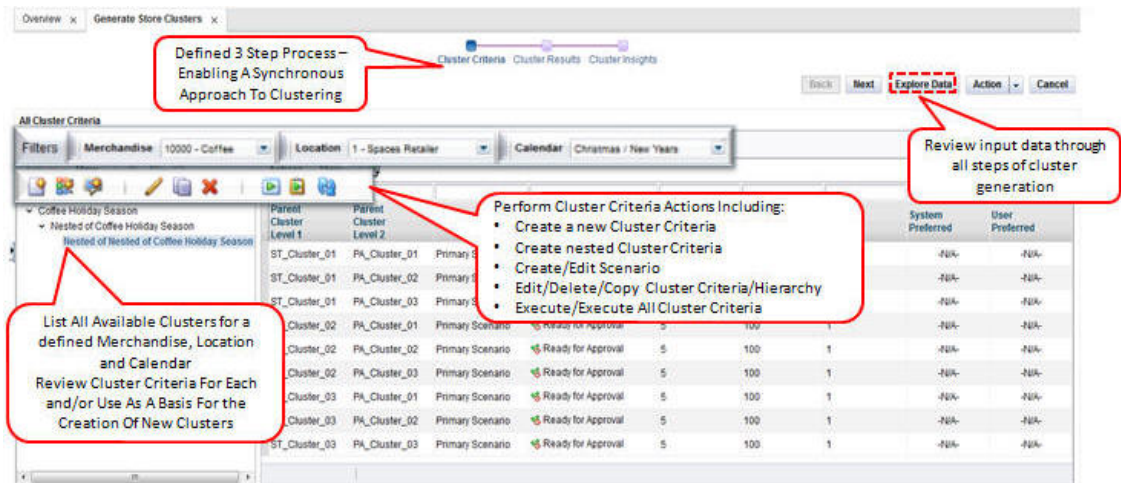 Overview x Generate Store Clusters x
Defined 3 Step Process –
Enabling A Synchronous
Approach To Clustering
Cluster Criteria Cluster Results Cluster Insights
Back Next Explore Data Action Cancel
All Cluster Criteria
Filters Merchandise 10000 - Coffee Location 1 - Spaces Retailer Calendar Christmas / New Years
Review input data through
all steps of cluster
generation
Coffee Holiday Season
Nested of Coffee Holiday Season
Nested of Nested of Coffee Holiday Season
Parent
Cluster
Level 1
Parent
Cluster
Level 2
System
Preferred
User
Preferred
Perform Cluster Criteria Actions Including:
• Create a new Cluster Criteria
• Create nested Cluster Criteria
• Create/Edit Scenario
• Edit/Delete/Copy Cluster Criteria/Hierarchy
• Execute/Execute All Cluster Criteria
List All Available Clusters for a
defined Merchandise, Location
and Calendar
Review Cluster Criteria For Each
and/or Use As A Basis For the
Creation Of New Clusters
ST_Cluster_01 PA_Cluster_01 Primary -N/A- -N/A-
ST_Cluster_01 PA_Cluster_02 Primary -N/A- -N/A-
ST_Cluster_01 PA_Cluster_03 Primary -N/A- -N/A-
_Cluster_02 PA_Cluster_01 Primary Scenario Ready for Approval 5 100 1 -N/A- -N/A-
_Cluster_02 PA_Cluster_02 Primary Scenario Ready for Approval 5 100 1 -N/A- -N/A-
_Cluster_02 PA_Cluster_03 Primary Scenario Ready for Approval 5 100 1 -N/A- -N/A-
_Cluster_03 PA_Cluster_01 Primary Scenario Ready for Approval 5 100 1 -N/A- -N/A-
_Cluster_03 PA_Cluster_02 Primary Scenario Ready for Approval 5 100 1 -N/A- -N/A-
ST_Cluster_03 PA_Cluster_03 Primary Scenario Ready for Approval 5 100 1 -N/A- -N/A-